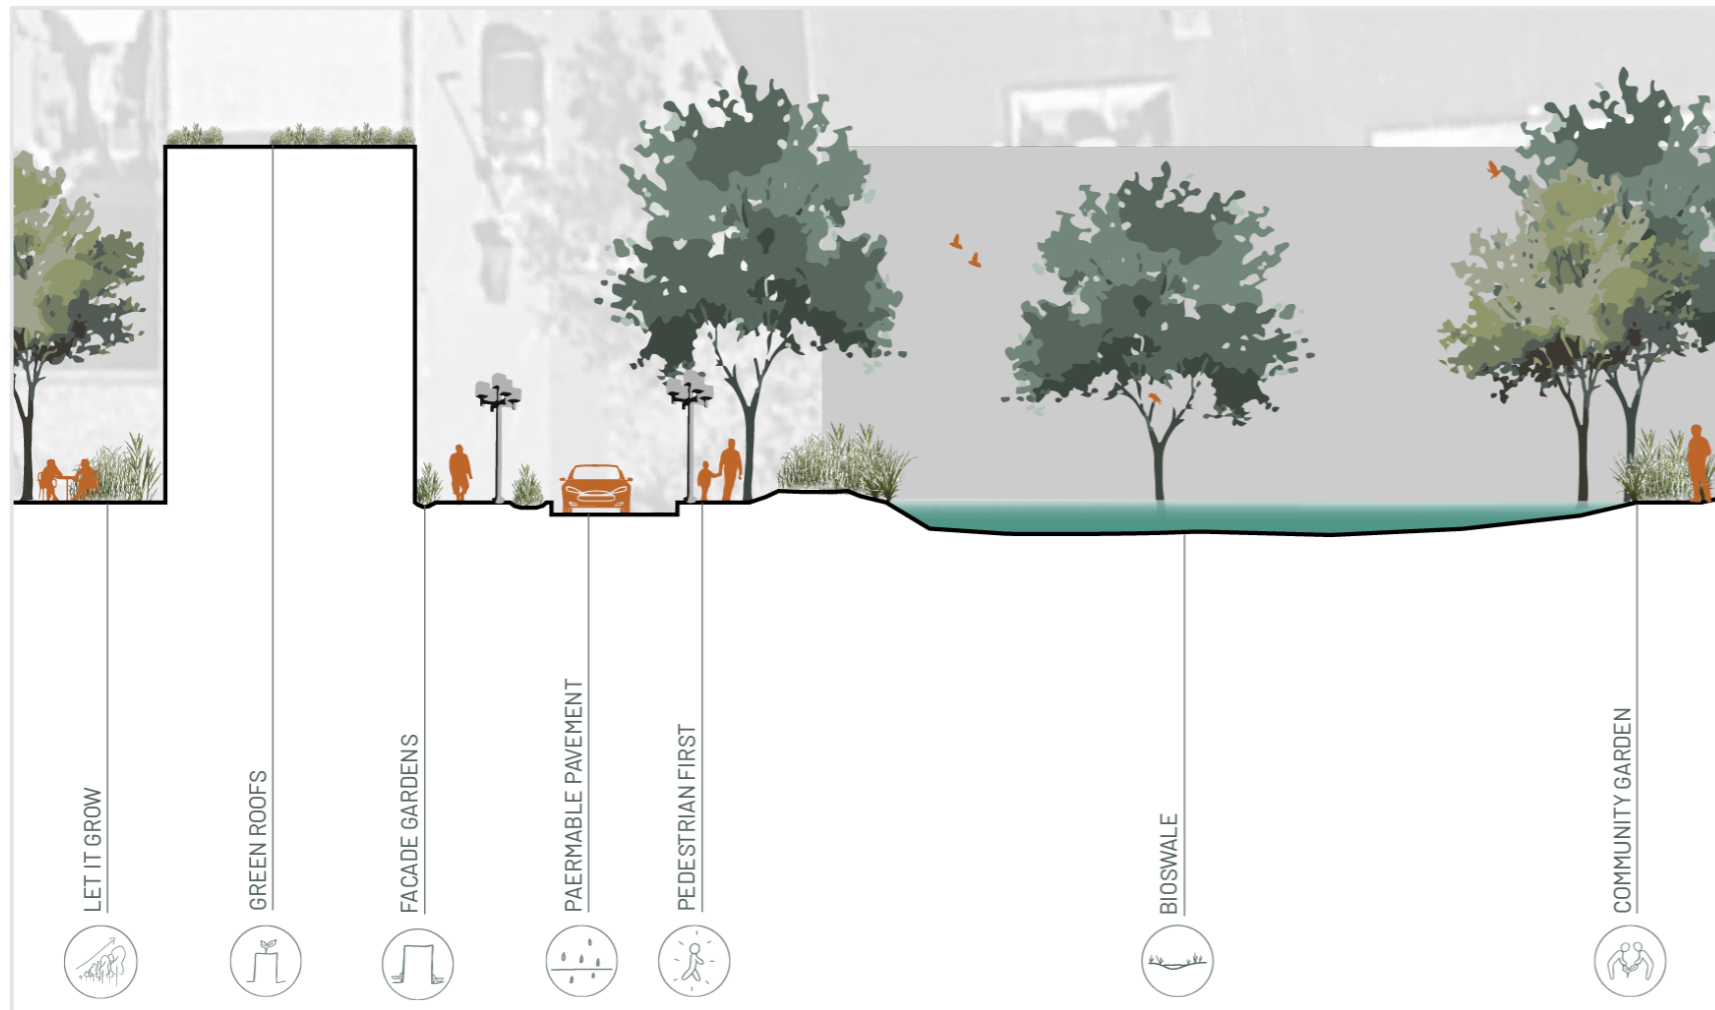 LET IT GROW
GREEN ROOFS
FACADE GARDENS
PAERMABLE PAVEMENT
PEDESTRIAN FIRST
BIOSWALE
COMMUNITY GARDEN